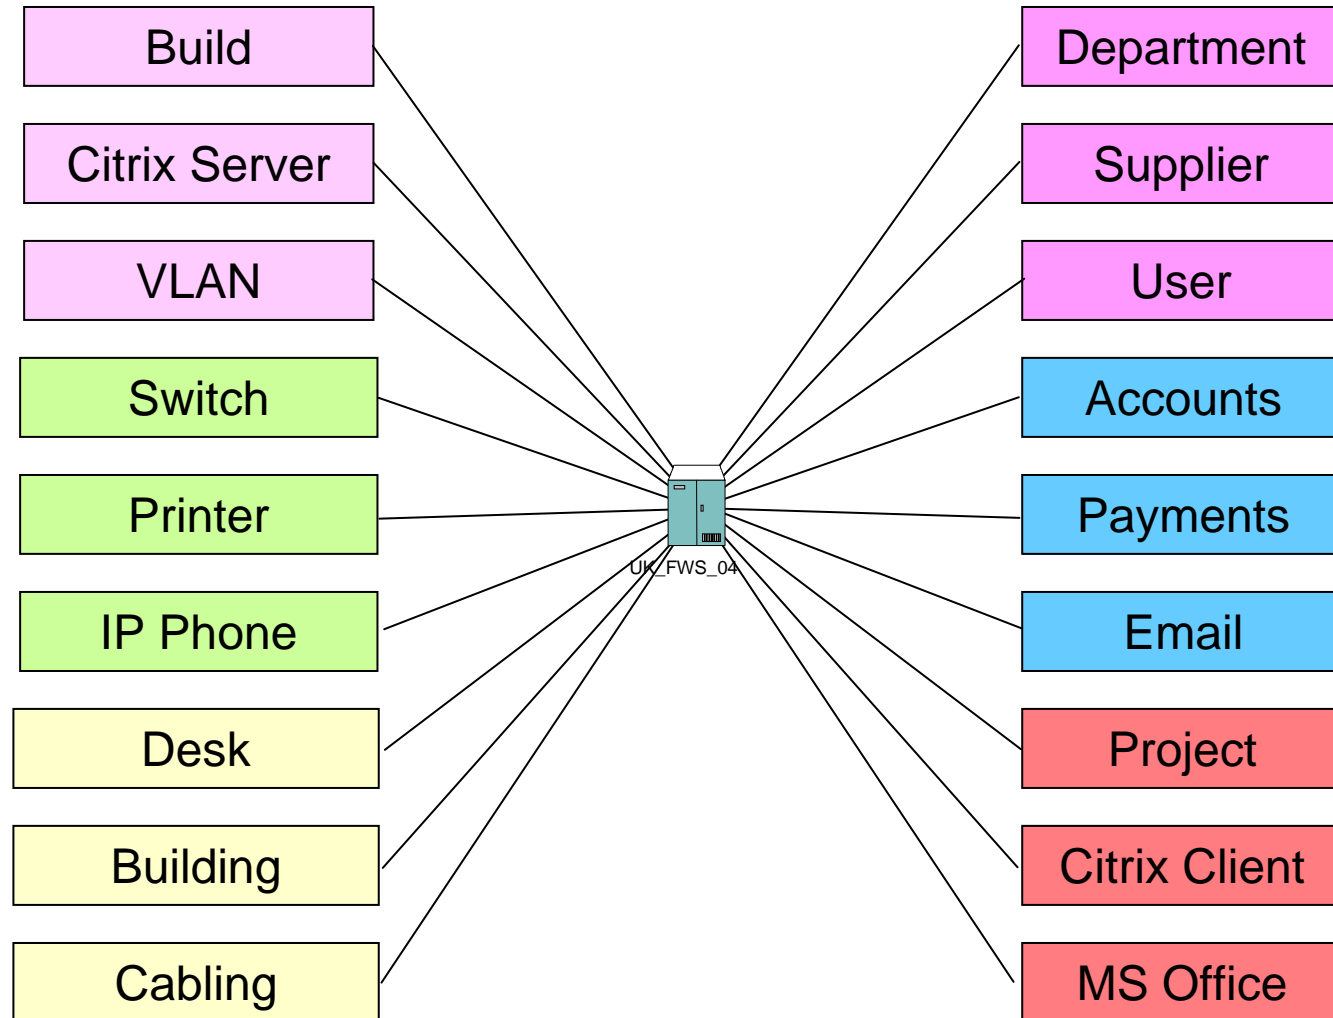 Build
Citrix Server
VLAN
Switch
Printer
IP Phone
Desk
Building
Cabling
UK_FWS_04
Department
Supplier
User
Accounts
Payments
Email
Project
Citrix Client
MS Office